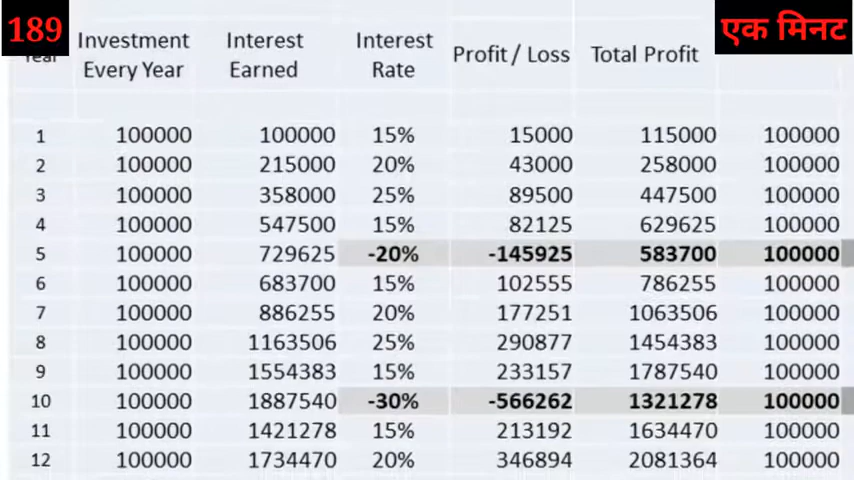 189
एक मिनट
Year Investment Every Year Interest Earned Interest Rate Profit / Loss Total Profit
1 100000 100000 15% 15000 115000 100000
2 100000 215000 20% 43000 258000 100000
3 100000 358000 25% 89500 447500 100000
4 100000 547500 15% 82125 629625 100000
5 100000 729625 -20% -145925 583700 100000
6 100000 683700 15% 102555 786255 100000
7 100000 886255 20% 177251 1063506 100000
8 100000 1163506 25% 290877 1454383 100000
9 100000 1554383 15% 233157 1787540 100000
10 100000 1887540 -30% -566262 1321278 100000
11 100000 1421278 15% 213192 1634470 100000
12 100000 1734470 20% 346894 2081364 100000